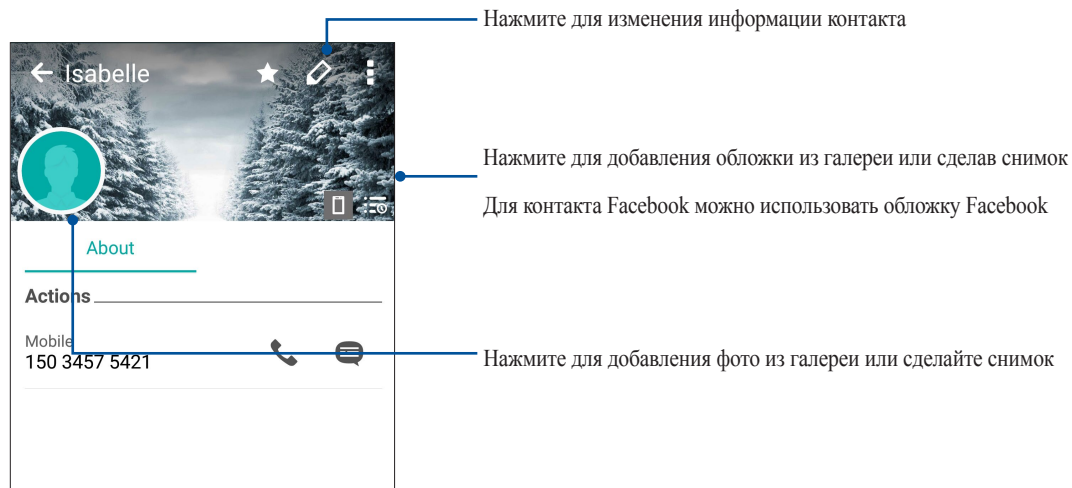 Нажмите для изменения информации контакта
Isabelle
Нажмите для добавления обложки из галереи или сделав снимок
Для контакта Facebook можно использовать обложку Facebook
About
Actions
Mobile
150 3457 5421
Нажмите для добавления фото из галереи или сделайте снимок